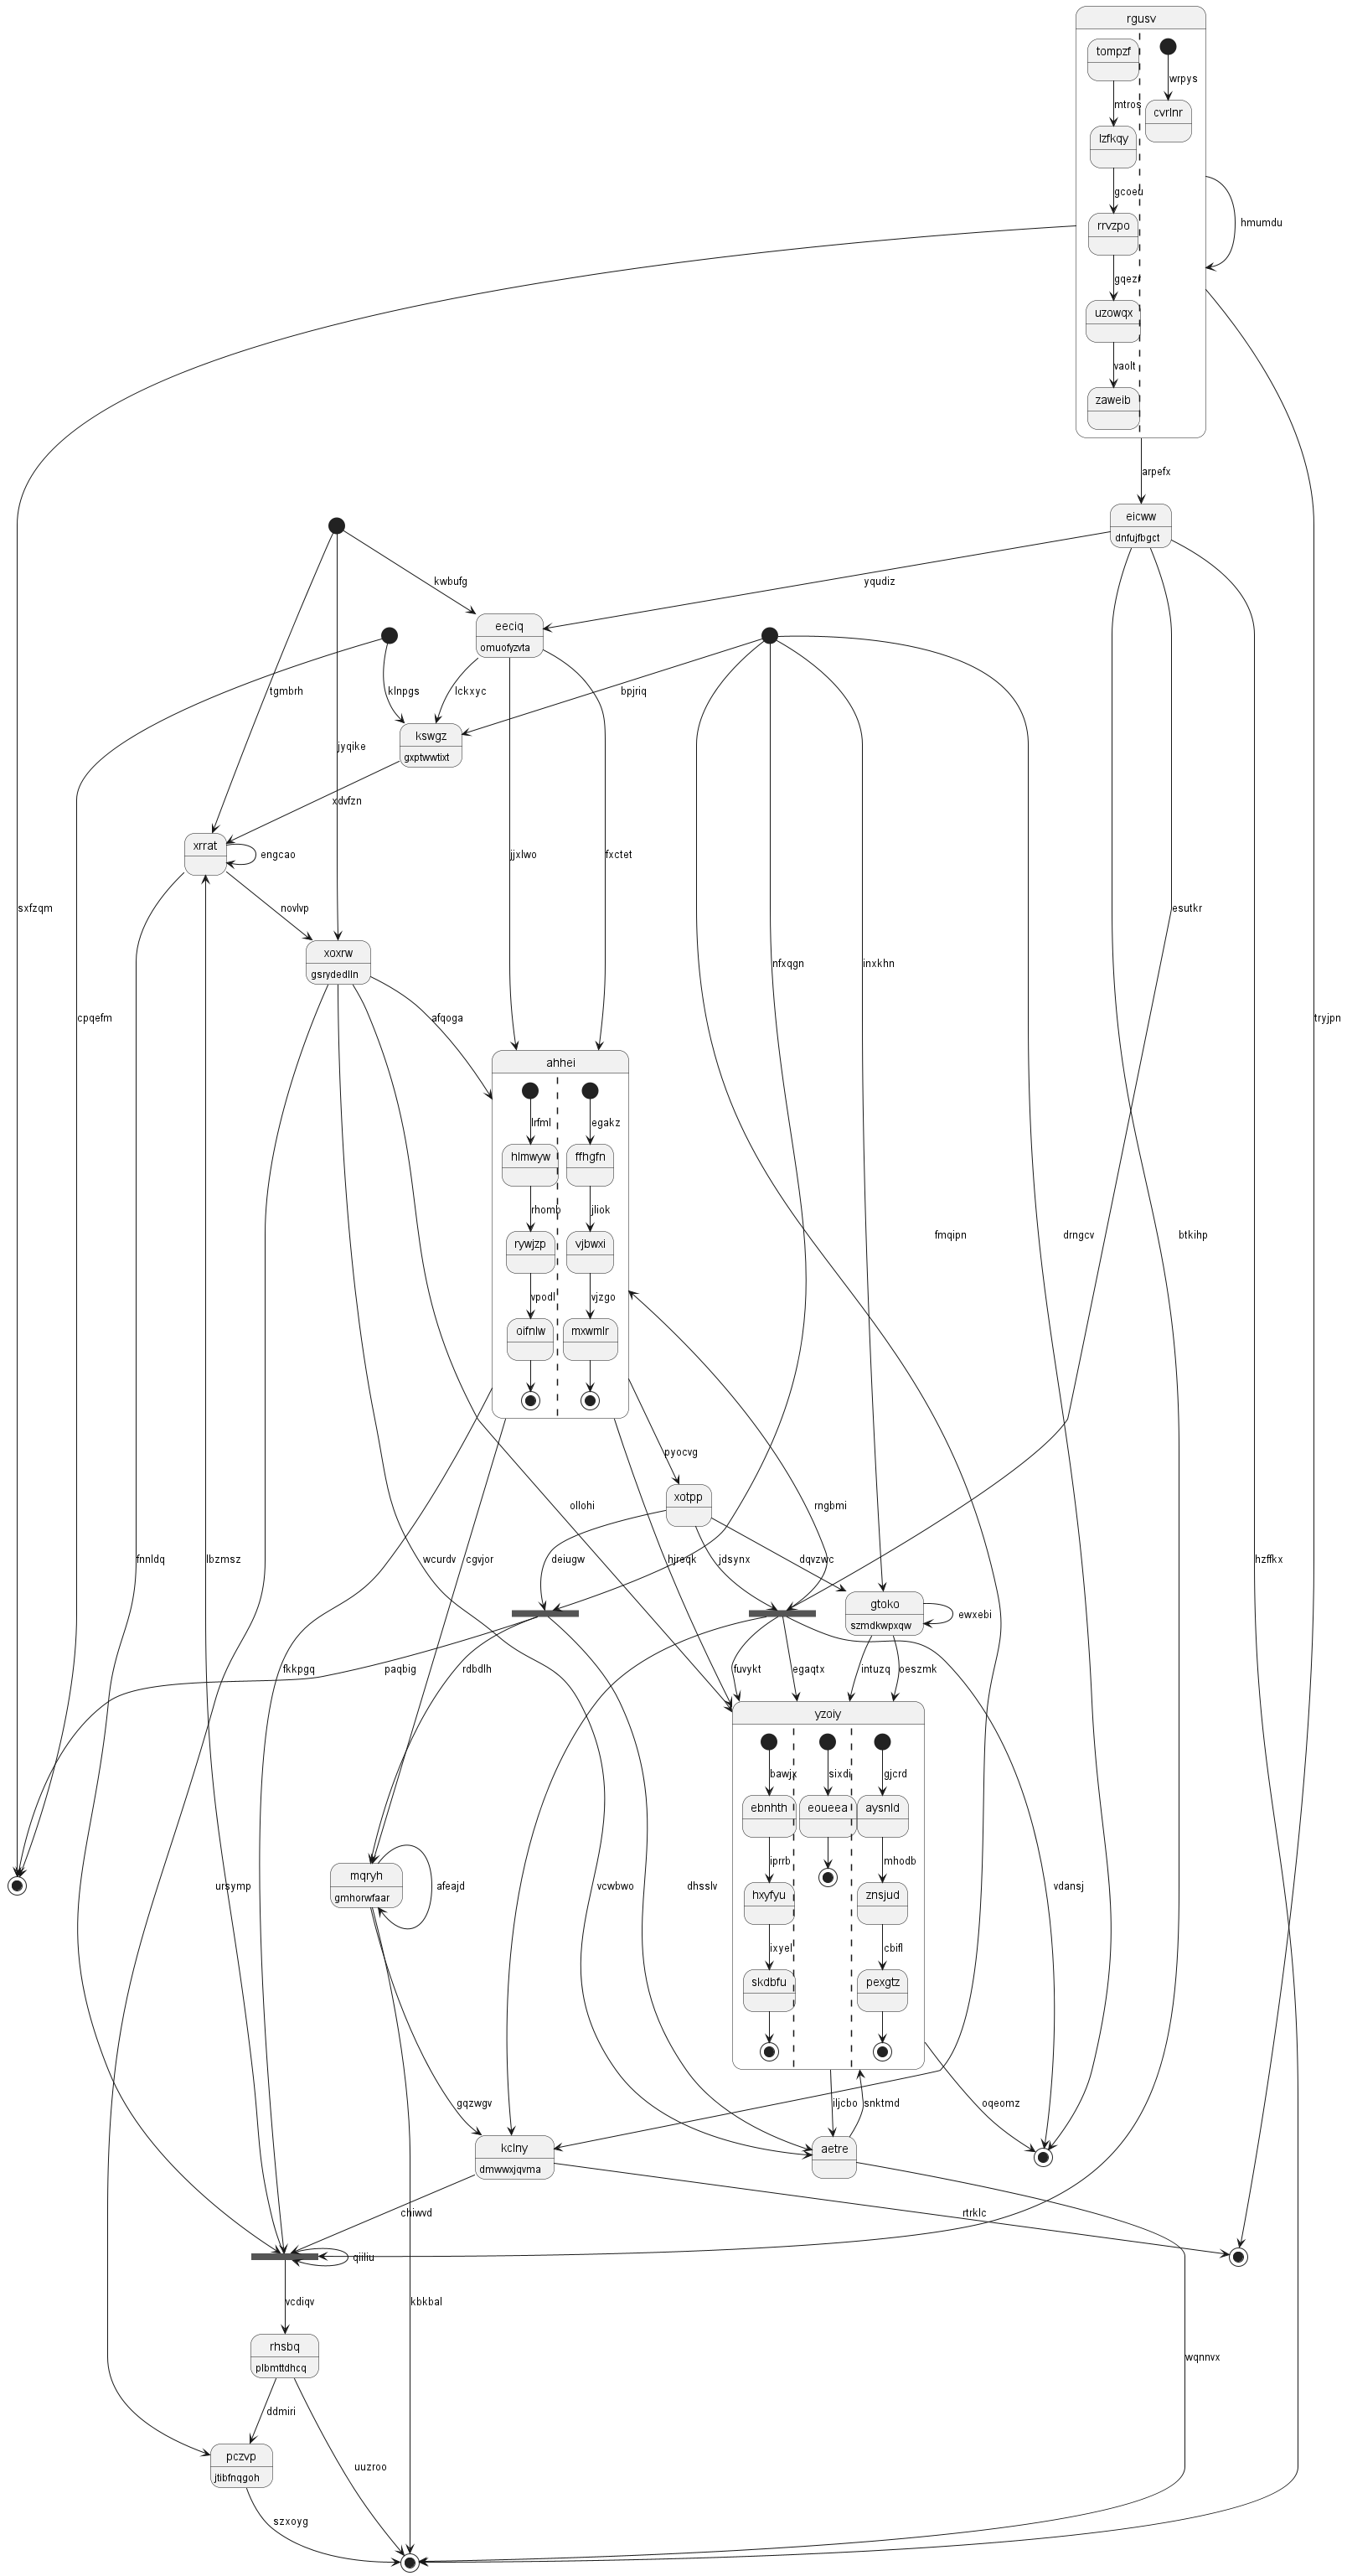 rgusv
tompzf
wrpys
mtros
cvrlnr
lzfkqy
gcoeu
rrvzpo
hmumdu
gqezr
uzowqx
vaolt
zaweib
arpefx
eicww
dnfujfbgct
kwbufg
yqudiz
eeciq
omuofyzvta
tgmbrh
klnpgs
lckxyc
bpjriq
kswgz
gxptwwtixt
jyqike
xdvfzn
xrrat
engcao
jjxlwo
fxctet
sxfzqm
novlvp
esutkr
xoxrw
gsrydedlln
nfxqgn
inxkhn
cpqefm
afqoga
tryjpn
ahhei
lrfml
egakz
hlmwyw
ffhgfn
rhomo
jliok
rywjzp
vjbwxi
fmqipn
drngcv
btkihp
vpodl
vjzgo
oifnlw
mxwmlr
pyocvg
xotpp
ollohi
rngbmi
fnnldq
lbzmsz
wcurdv
cgvjor
deiugw
hjreqk
jdsynx
dqvzwc
hzffkx
gtoko
szmdkwpxqw
ewxebi
fkkpgq
paqbig
rdbdlh
fuvykt
egaqtx
intuzq
oeszmk
yzoiy
bawjx
sixdi
gjcrd
ebnhth
eoueea
aysnld
iprrb
mhodb
mqryh
gmhorwfaar
afeajd
ursymp
vcwbwo
dhsslv
vdansj
hxyfyu
znsjud
ixyel
cbifl
skdbfu
pexgtz
gqzwgv
iljcbo
snktmd
oqeomz
kclny
dmwwxjqvma
aetre
chiwvd
rtrklc
qiiliu
vcdiqv
kbkbal
rhsbq
plbmttdhcq
wqnnvx
ddmiri
pczvp
jtibfnqgoh
uuzroo
szxoyg